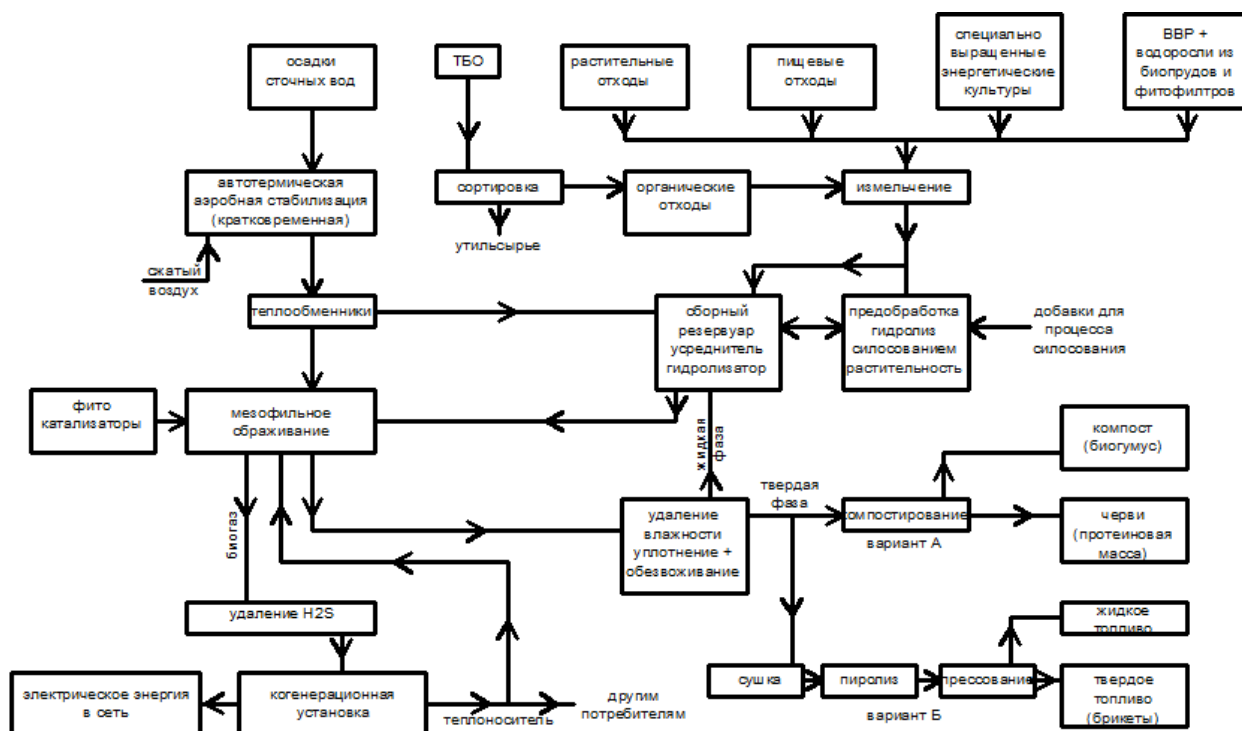 осадки
сточных вод
ТБО
растительные
отходы
пищевые
отходы
специально
выращенные
энергетические
культуры
ВВР +
водоросли из
биопрудов и
фитофилтров
автотермическая
аэробная стабилизация
(кратковременная)
сортировка
органические
отходы
измельчение
утильсырье
сжатый
воздух
теплообменники
сборный
резервуар
усреднитель
гидролизатор
предобработка
гидролиз
силосованием
растительность
добавки для
процесса
силосования
фито
катализаторы
мезофильное
сбраживание
жидкая
фаза
компост
(биогумус)
биогаз
удаление
влажности
уплотнение +
обезвоживание
твердая
фаза
компостирование
вариант А
черви
(протеиновая
масса)
удаление H2S
жидкое
топливо
электрическое энергия
в сеть
когенерационная
установка
теплоноситель
другим
потребителям
сушка
пиролиз
прессование
вариант Б
твердое
топливо
(брикеты)